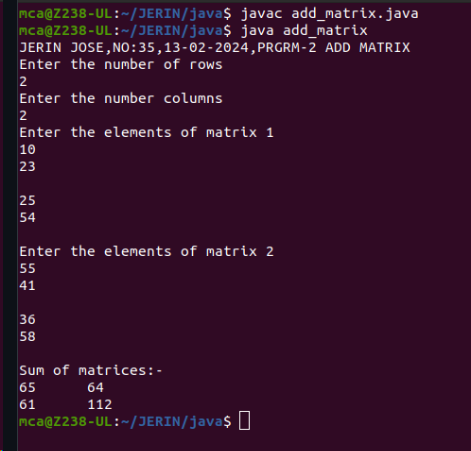 mca@Z238-UL:~/JERIN/java$ javac add_matrix.java
mca@Z238-UL:~/JERIN/java$ java add_matrix
JERIN JOSE,NO:35,13-02-2024,PRGRM-2 ADD MATRIX
Enter the number of rows
2
Enter the number columns
2
Enter the elements of matrix 1
10
23
25
54
Enter the elements of matrix 2
55
41
36
58
Sum of matrices:-
65 64
61 112
mca@Z238-UL:~/JERIN/java$